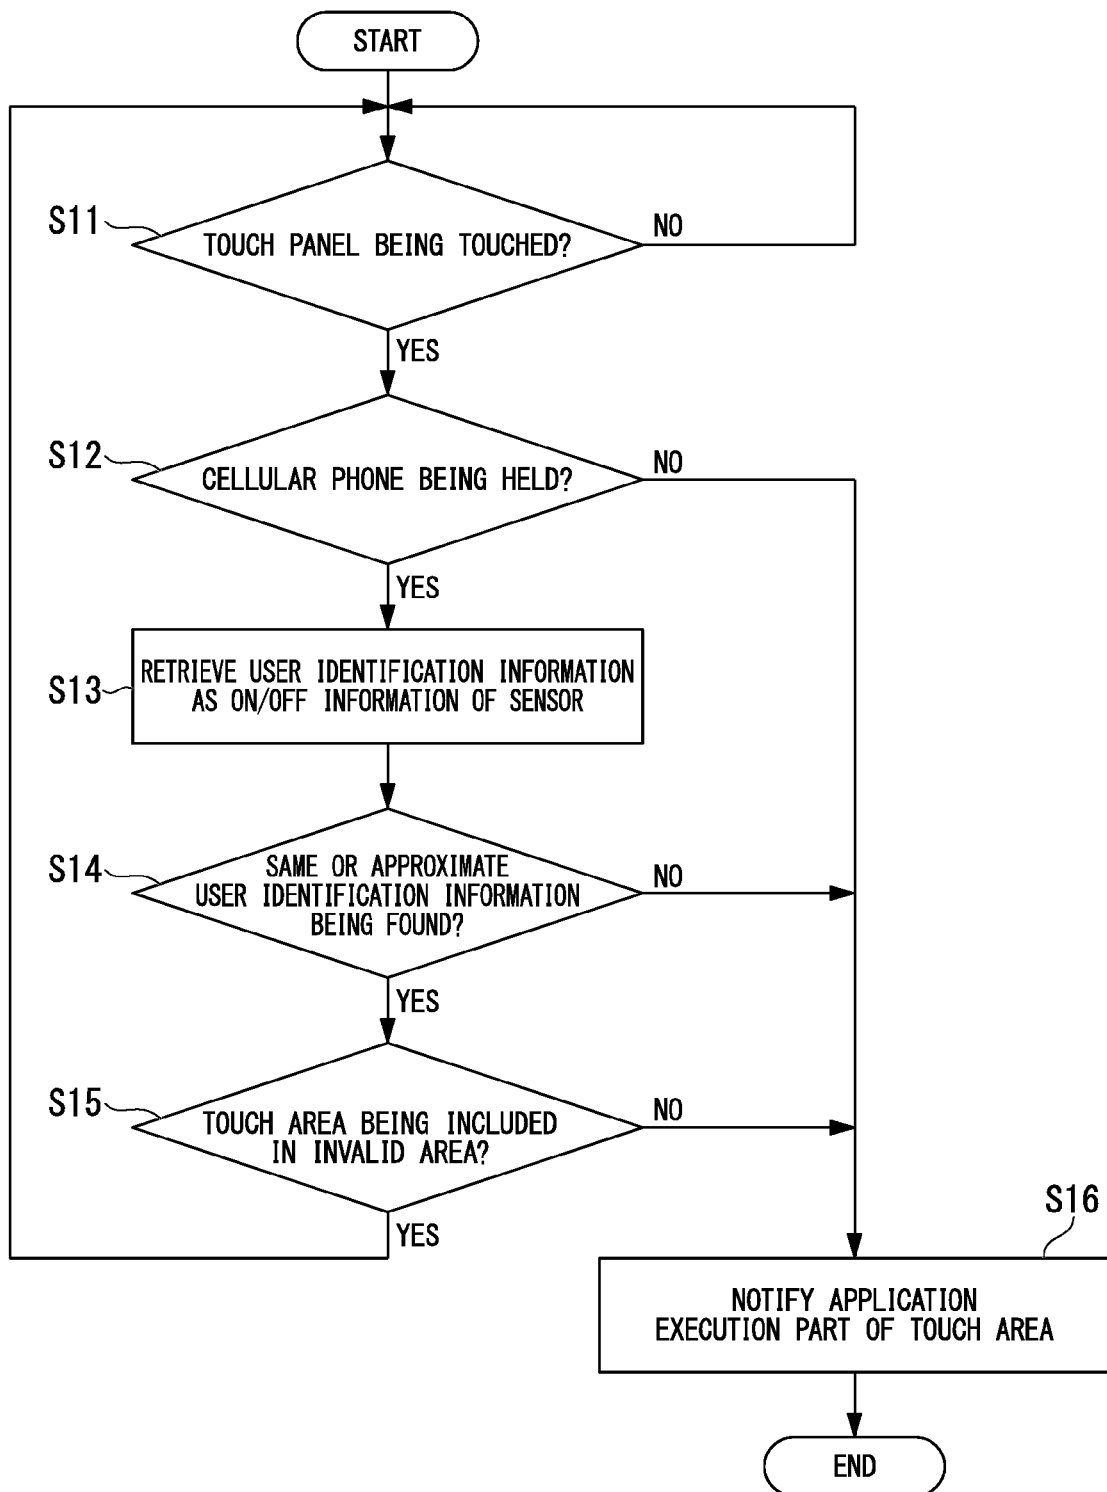 START
S11
TOUCH PANEL BEING TOUCHED?
NO
YES
S12
CELLULAR PHONE BEING HELD?
NO
YES
S13
RETRIEVE USER IDENTIFICATION INFORMATION
AS ON/OFF INFORMATION OF SENSOR
S14
SAME OR APPROXIMATE
USER IDENTIFICATION INFORMATION
BEING FOUND?
NO
YES
S15
TOUCH AREA BEING INCLUDED
IN INVALID AREA?
NO
YES
S16
NOTIFY APPLICATION
EXECUTION PART OF TOUCH AREA
END